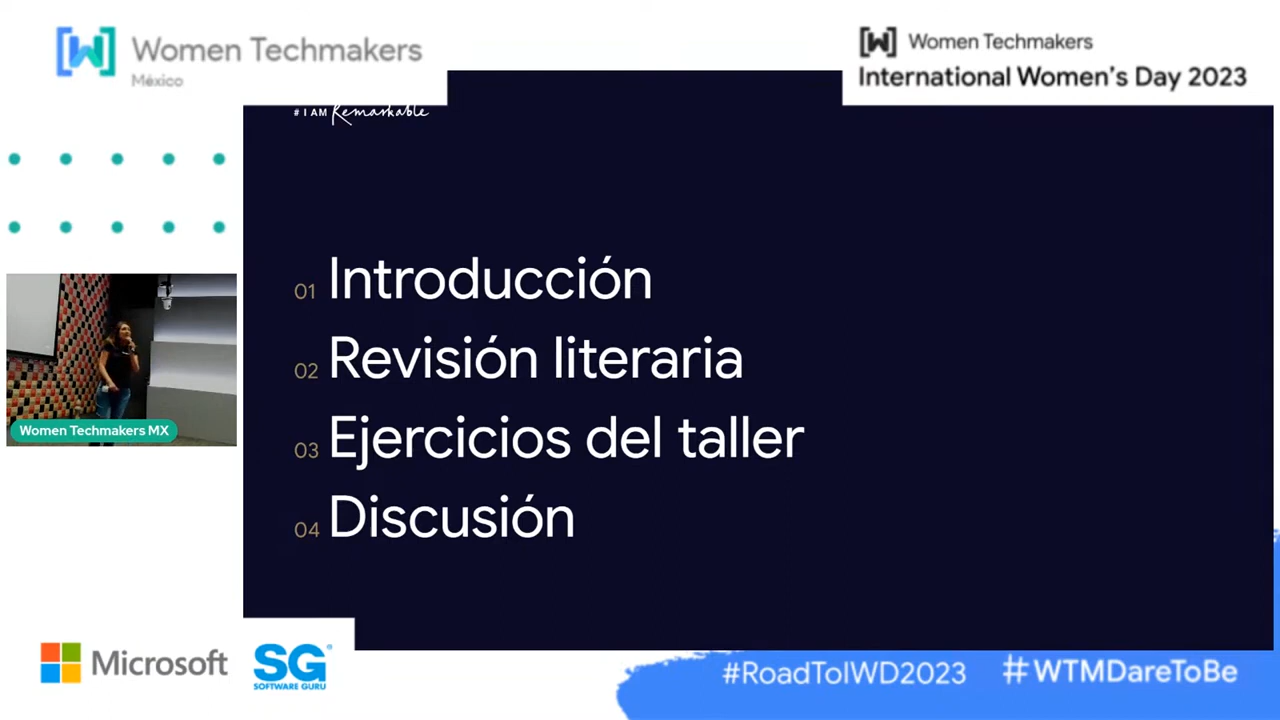 Women Techmakers
México
Women Techmakers
International Women's Day 2023
#IAM Remarkable
01 Introducción
02 Revisión literaria
03 Ejercicios del taller
04 Discusión
Women Techmakers MX
Microsoft
SG®
SOFTWARE GURU
#RoadToIWD2023
#WTMDareToBe